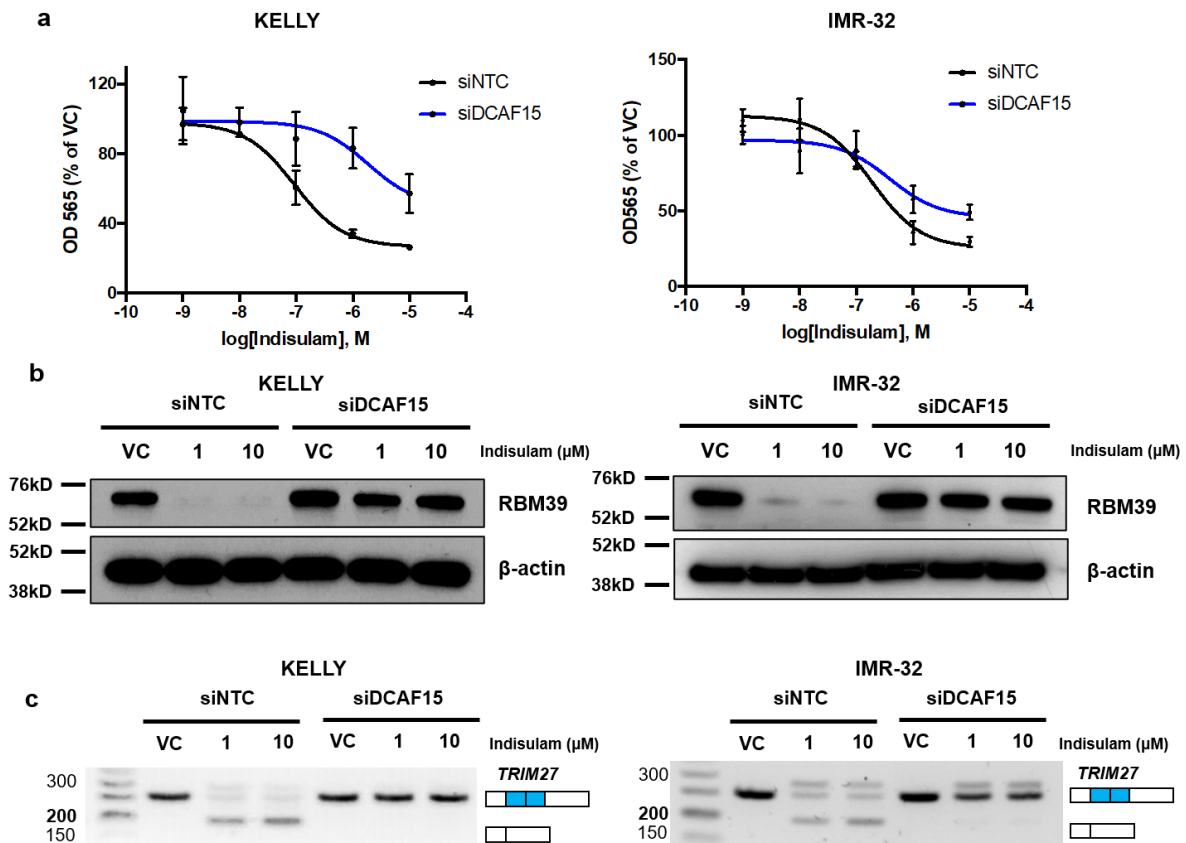 a
KELLY
IMR-32
OD 565 (% of VC)
120
80
40
0
-10 -9 -8 -7 -6 -5 -4
log[Indisulam], M
siNTC
siDCAF15
OD565 (% of VC)
150
100
50
0
-10 -9 -8 -7 -6 -5 -4
log[Indisulam], M
siNTC
siDCAF15
b
KELLY
siNTC siDCAF15
VC 1 10 VC 1 10 Indisulam (µM)
76kD
52kD
RBM39
52kD
38kD
β-actin
IMR-32
siNTC siDCAF15
VC 1 10 VC 1 10 Indisulam (µM)
76kD
52kD
RBM39
52kD
38kD
β-actin
c
KELLY
siNTC siDCAF15
VC 1 10 VC 1 10 Indisulam (µM)
300
200
150
TRIM27
IMR-32
siNTC siDCAF15
VC 1 10 VC 1 10 Indisulam (µM)
300
200
150
TRIM27